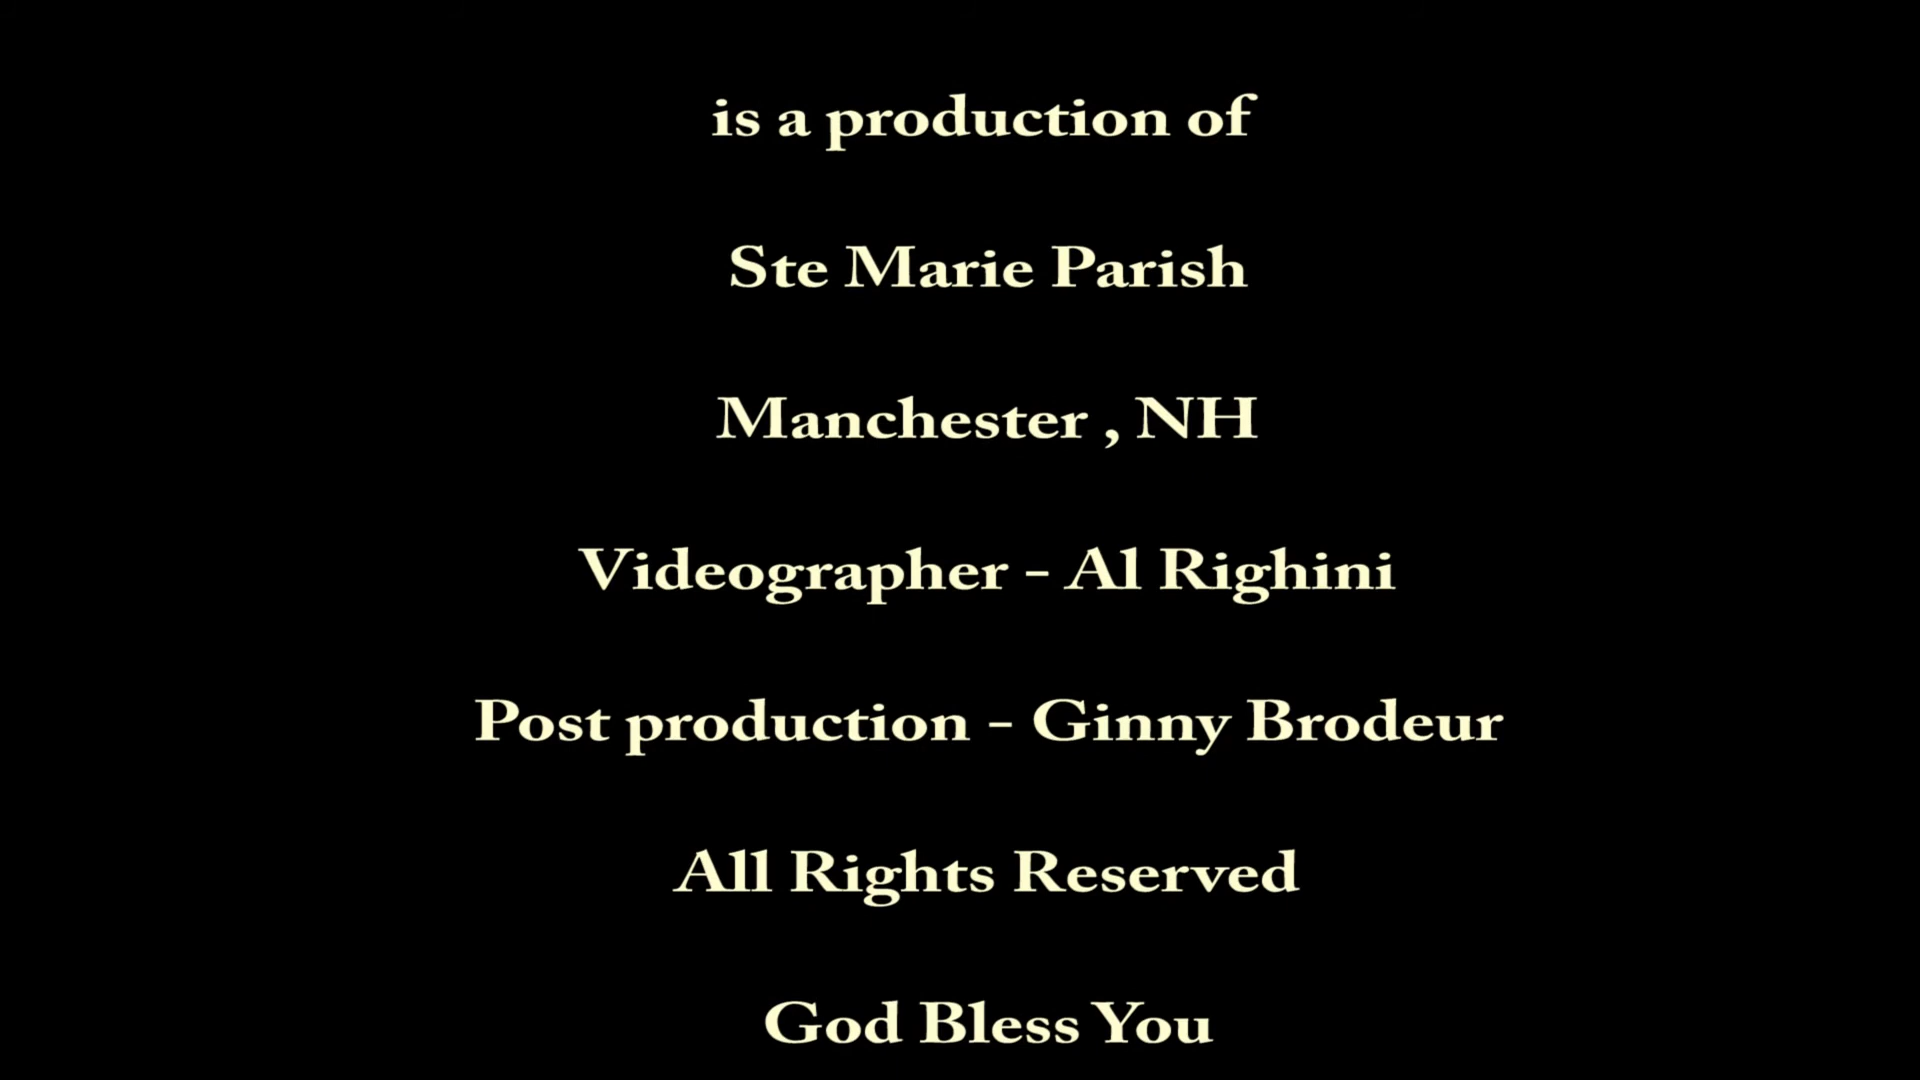 is a production of
Ste Marie Parish
Manchester , NH
Videographer - Al Righini
Post production - Ginny Brodeur
All Rights Reserved
God Bless You